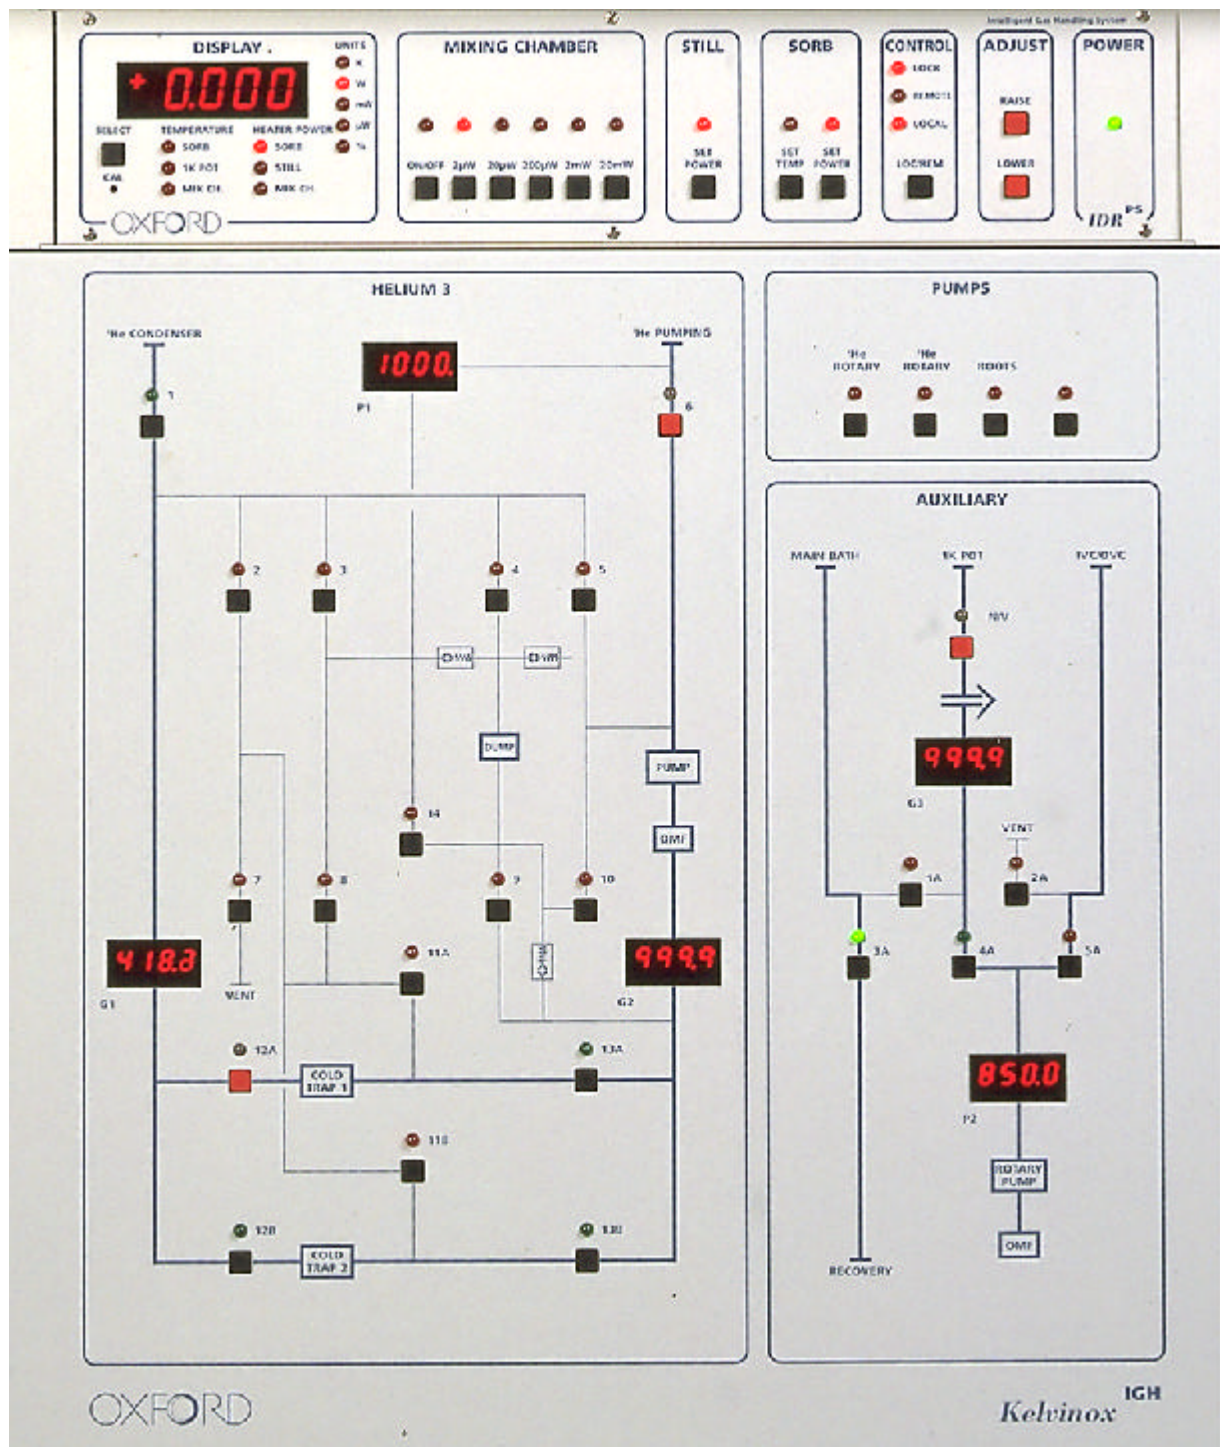 Intelligent Gas Handling System
DISPLAY
UNITS
MIXING CHAMBER
STILL
SORB
CONTROL
ADJUST
POWER
+ 0.000
K
W
mW
µW
%
SELECT
CAL
TEMPERATURE
SORB
1K POT
MIX CH.
HEATER POWER
SORB
STILL
MIX CH.
ON/OFF 2µW 20µW 200µW 2mW 20mW
SET POWER
SET TEMP
SET POWER
LOCK
REMOTE
LOCAL
LOC/REM
RAISE
LOWER
OXFORD
IDR PS
HELIUM 3
³He CONDENSER
1000.
P1
³He PUMPING
1
6
2
3
4
5
DUMP
PUMP
OMF
14
7
8
9
10
418.2
G1
VENT
11A
999.9
G2
12A
COLD TRAP 1
13A
11B
12B
COLD TRAP 2
13B
PUMPS
ROTARY
ROTARY
ROOTS
AUXILIARY
MAIN BATH
1K POT
IVC/OVC
N/V
999.9
G3
VENT
1A
2A
3A
4A
5A
850.0
P2
ROTARY PUMP
OMF
RECOVERY
OXFORD
Kelvinox IGH